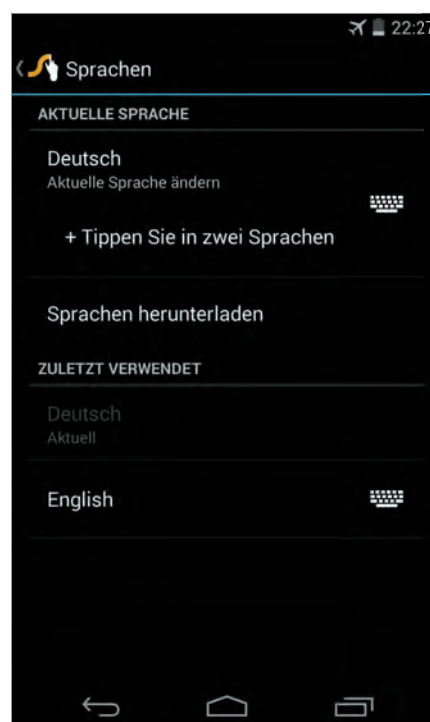 22:27
Sprachen
AKTUELLE SPRACHE
Deutsch
Aktuelle Sprache ändern
+ Tippen Sie in zwei Sprachen
Sprachen herunterladen
ZULETZT VERWENDET
Deutsch
Aktuell
English